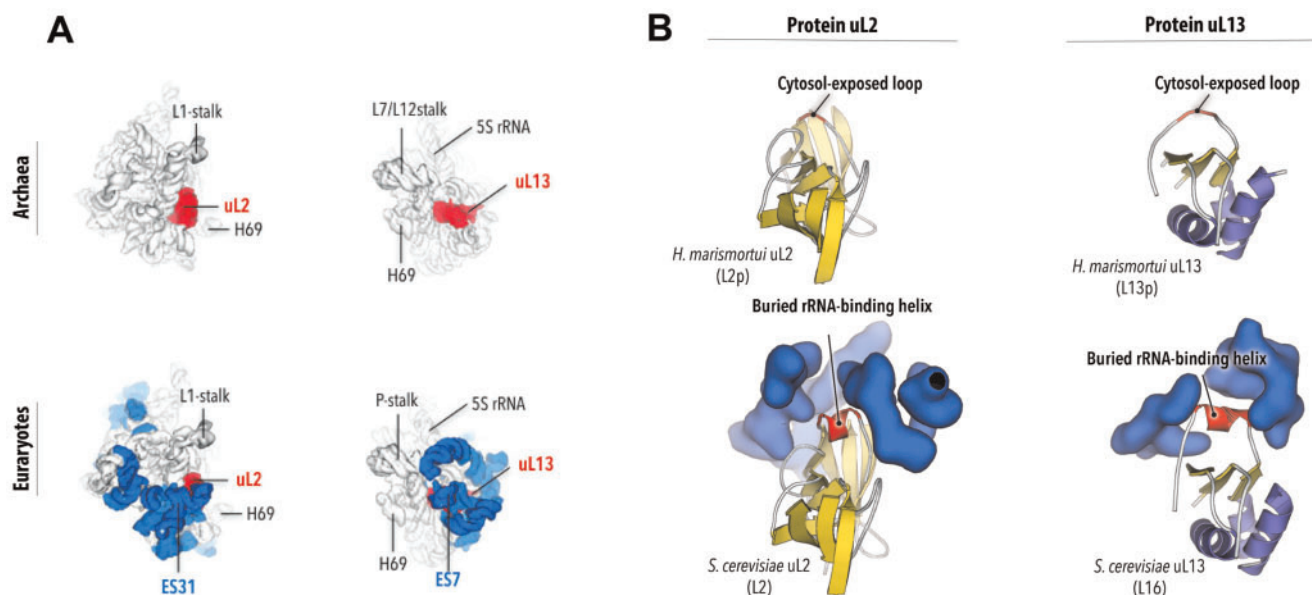 A
Archaea
L1-stalk
uL2
H69
L7/L12stalk
5S rRNA
uL13
H69
Euraryotes
L1-stalk
uL2
H69
ES31
P-stalk
5S rRNA
uL13
H69
ES7
B
Protein uL2
Protein uL13
Cytosol-exposed loop
Cytosol-exposed loop
H. marismortui uL2
(L2p)
H. marismortui uL13
(L13p)
Buried rRNA-binding helix
Buried rRNA-binding helix
S. cerevisiae uL2
(L2)
S. cerevisiae uL13
(L16)